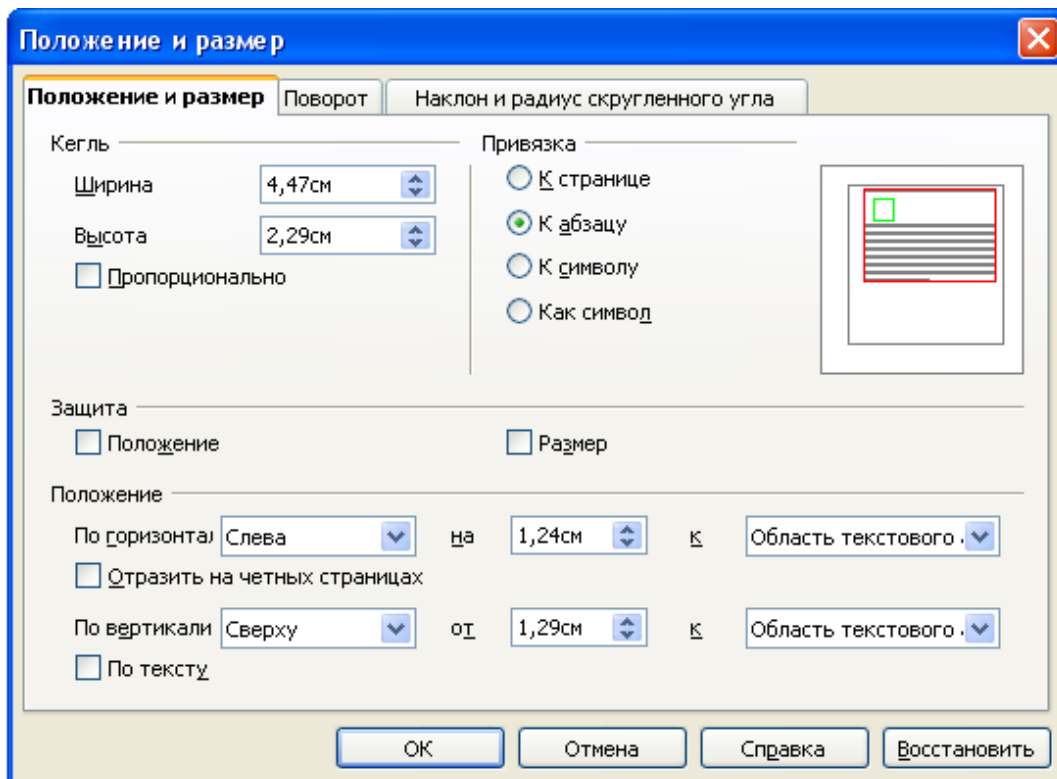 Положение и размер
Положение и размер Поворот Наклон и радиус скругленного угла
Кегль Привязка
Ширина 4,47см К странице
Высота 2,29см К абзацу
Пропорционально К символу
Как символ
Защита
Положение Размер
Положение
По горизонтал Слева на 1,24см к Область текстового
Отразить на четных страницах
По вертикали Сверху от 1,29см к Область текстового
По тексту
ОК Отмена Справка Восстановить